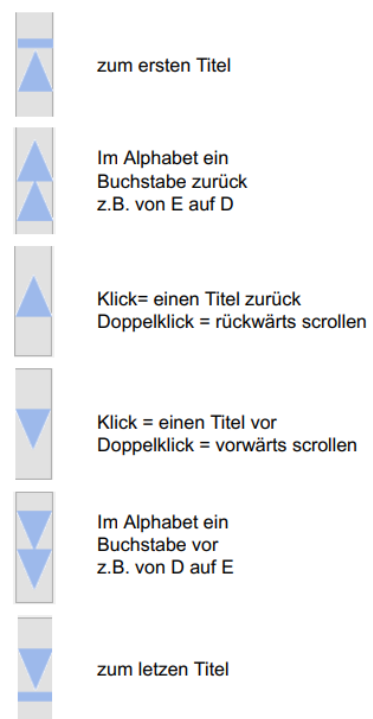 zum ersten Titel
Im Alphabet ein
Buchstabe zurück
z.B. von E auf D
Klick= einen Titel zurück
Doppelklick = rückwärts scrollen
Klick = einen Titel vor
Doppelklick = vorwärts scrollen
Im Alphabet ein
Buchstabe vor
z.B. von D auf E
zum letzen Titel